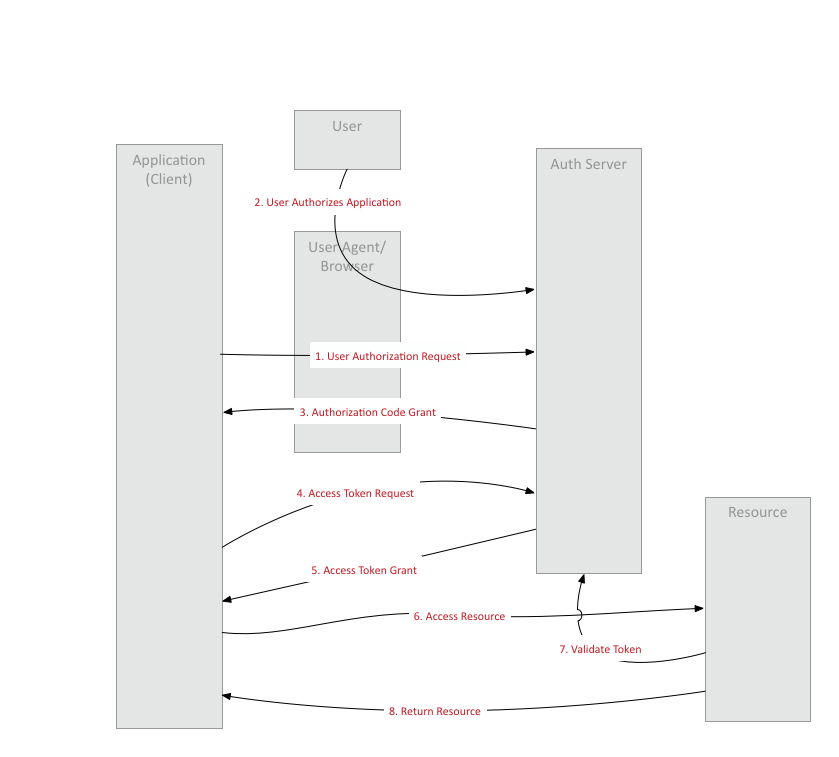 User
Application
(Client)
Auth Server
2. User Authorizes Application
User Agent/
Browser
1. User Authorization Request
3. Authorization Code Grant
4. Access Token Request
Resource
5. Access Token Grant
6. Access Resource
7. Validate Token
8. Return Resource